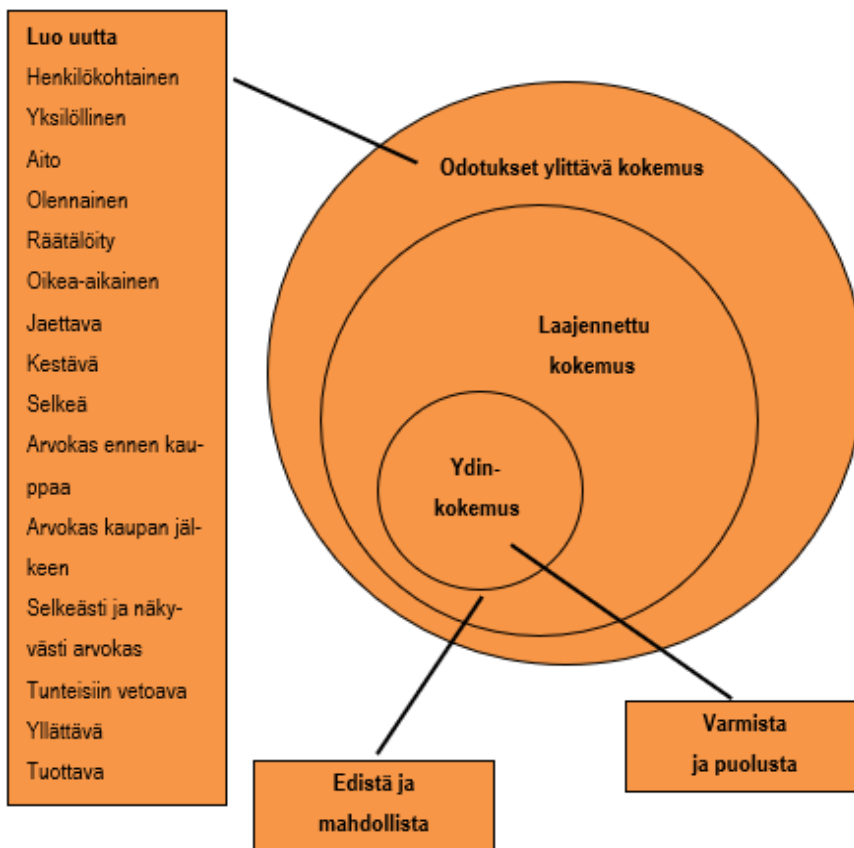 Luo uutta
Henkilökohtainen
Yksilöllinen
Aito
Olennainen
Räätälöity
Oikea-aikainen
Jaettava
Kestävä
Selkeä
Arvokas ennen kau-
ppaa
Arvokas kaupan jäl-
keen
Selkeästi ja näky-
västi arvokas
Tunteisiin vetoava
Yllättävä
Tuottava
Odotukset ylittävä kokemus
Laajennettu
kokemus
Ydin-
kokemus
Edistä ja
mahdollista
Varmista
ja puolusta